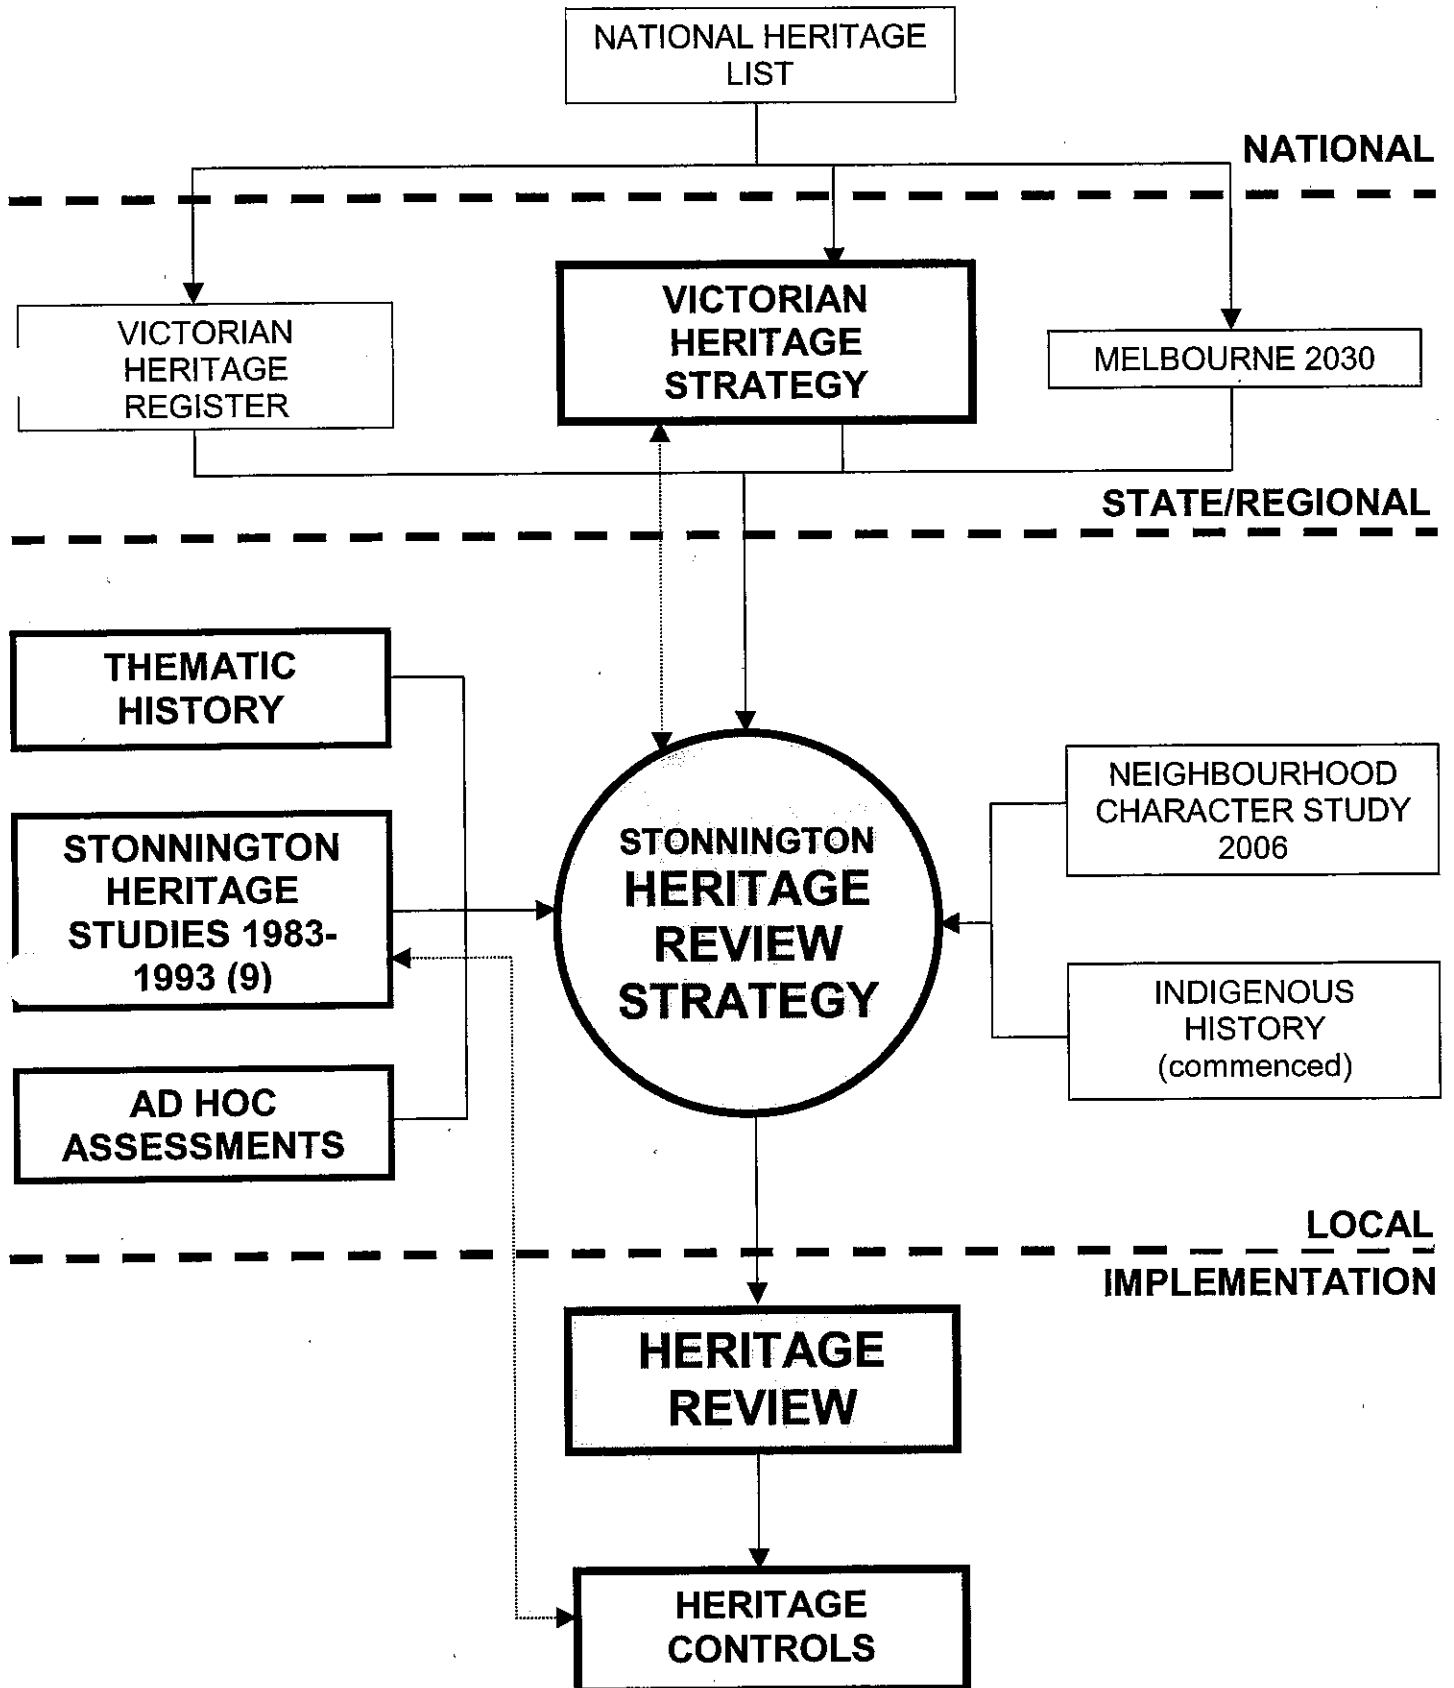 NATIONAL HERITAGE
LIST
NATIONAL
VICTORIAN
HERITAGE
REGISTER
VICTORIAN
HERITAGE
STRATEGY
MELBOURNE 2030
STATE/REGIONAL
THEMATIC
HISTORY
STONNINGTON
HERITAGE
STUDIES 1983-
1993 (9)
AD HOC
ASSESSMENTS
STONNINGTON
HERITAGE
REVIEW
STRATEGY
NEIGHBOURHOOD
CHARACTER STUDY
2006
INDIGENOUS
HISTORY
(commenced)
LOCAL
IMPLEMENTATION
HERITAGE
REVIEW
HERITAGE
CONTROLS